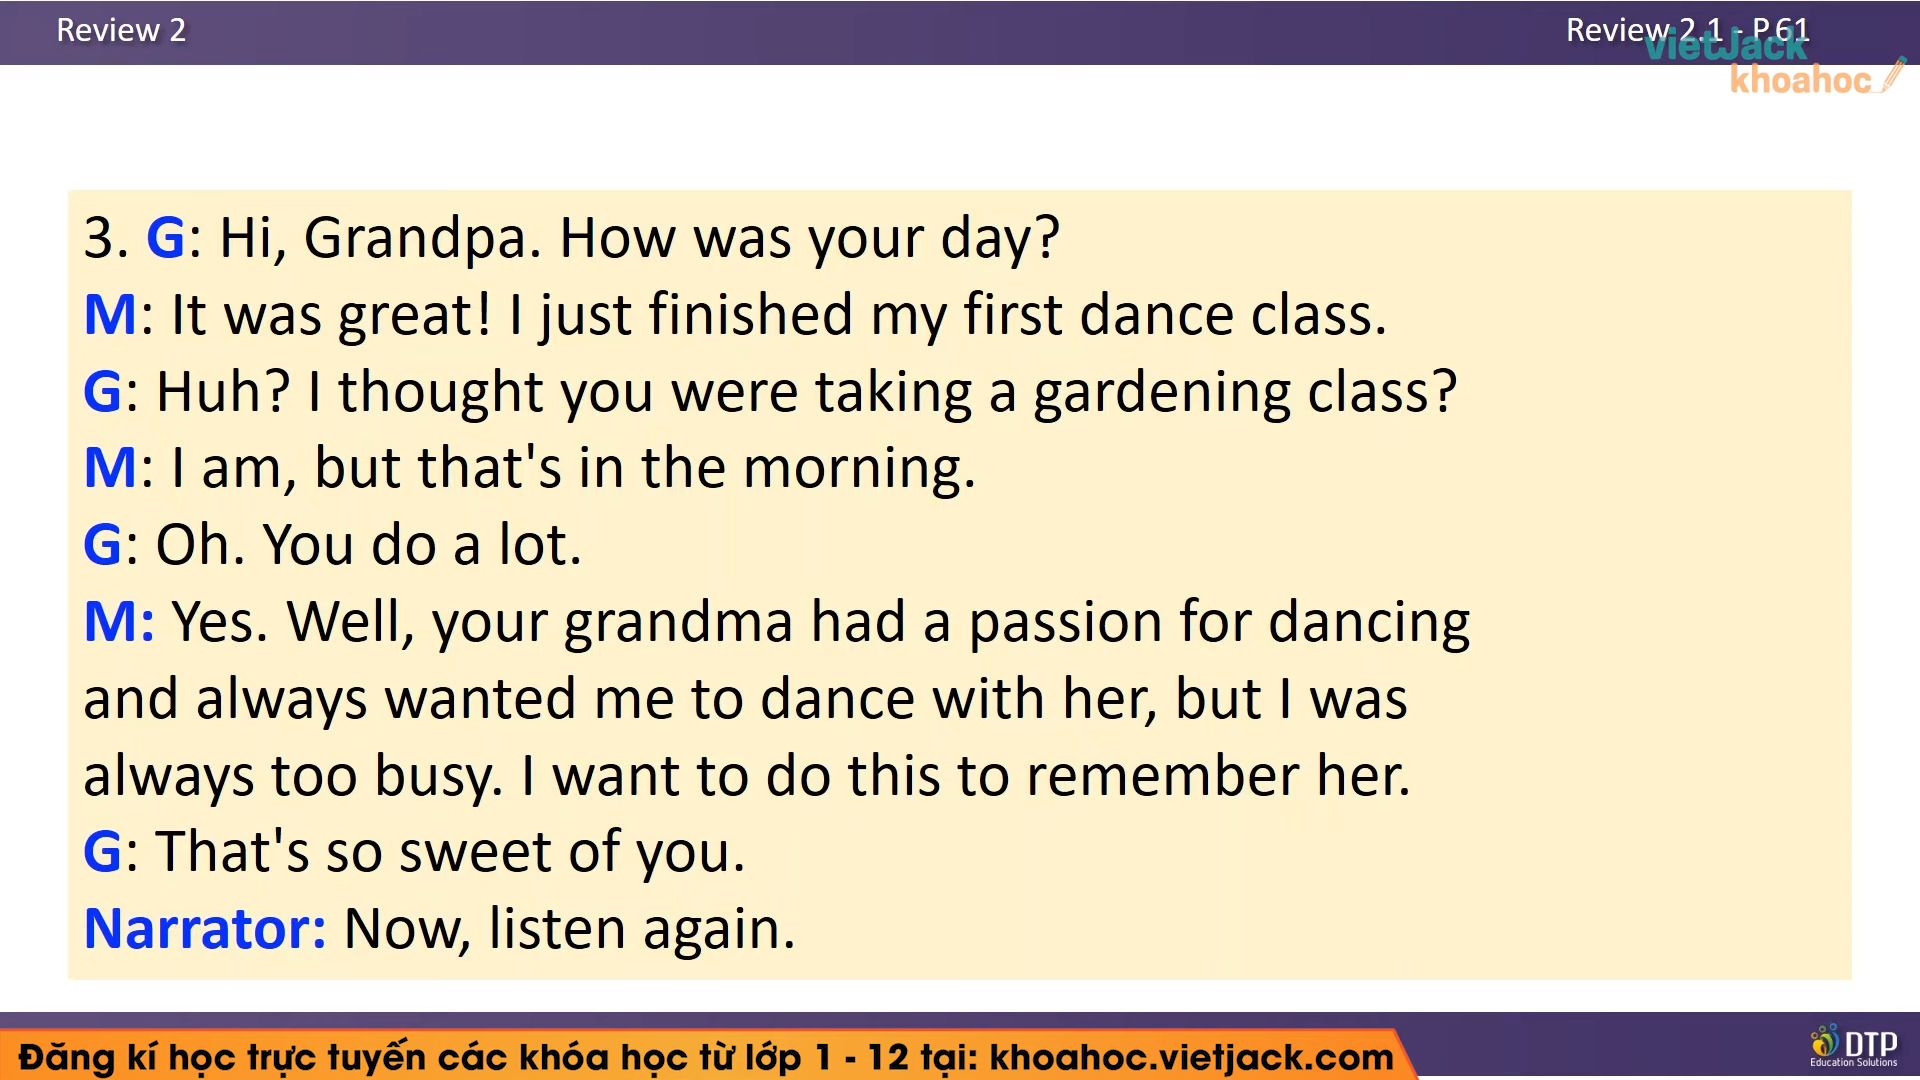 Review 2
Review 2.1 - P.61
vietJack
khoahoc
3. G: Hi, Grandpa. How was your day?
M: It was great! I just finished my first dance class.
G: Huh? I thought you were taking a gardening class?
M: I am, but that's in the morning.
G: Oh. You do a lot.
M: Yes. Well, your grandma had a passion for dancing
and always wanted me to dance with her, but I was
always too busy. I want to do this to remember her.
G: That's so sweet of you.
Narrator: Now, listen again.
Đăng kí học trực tuyến các khóa học từ lớp 1 - 12 tại: khoahoc.vietjack.com
DTP
Education Solutions